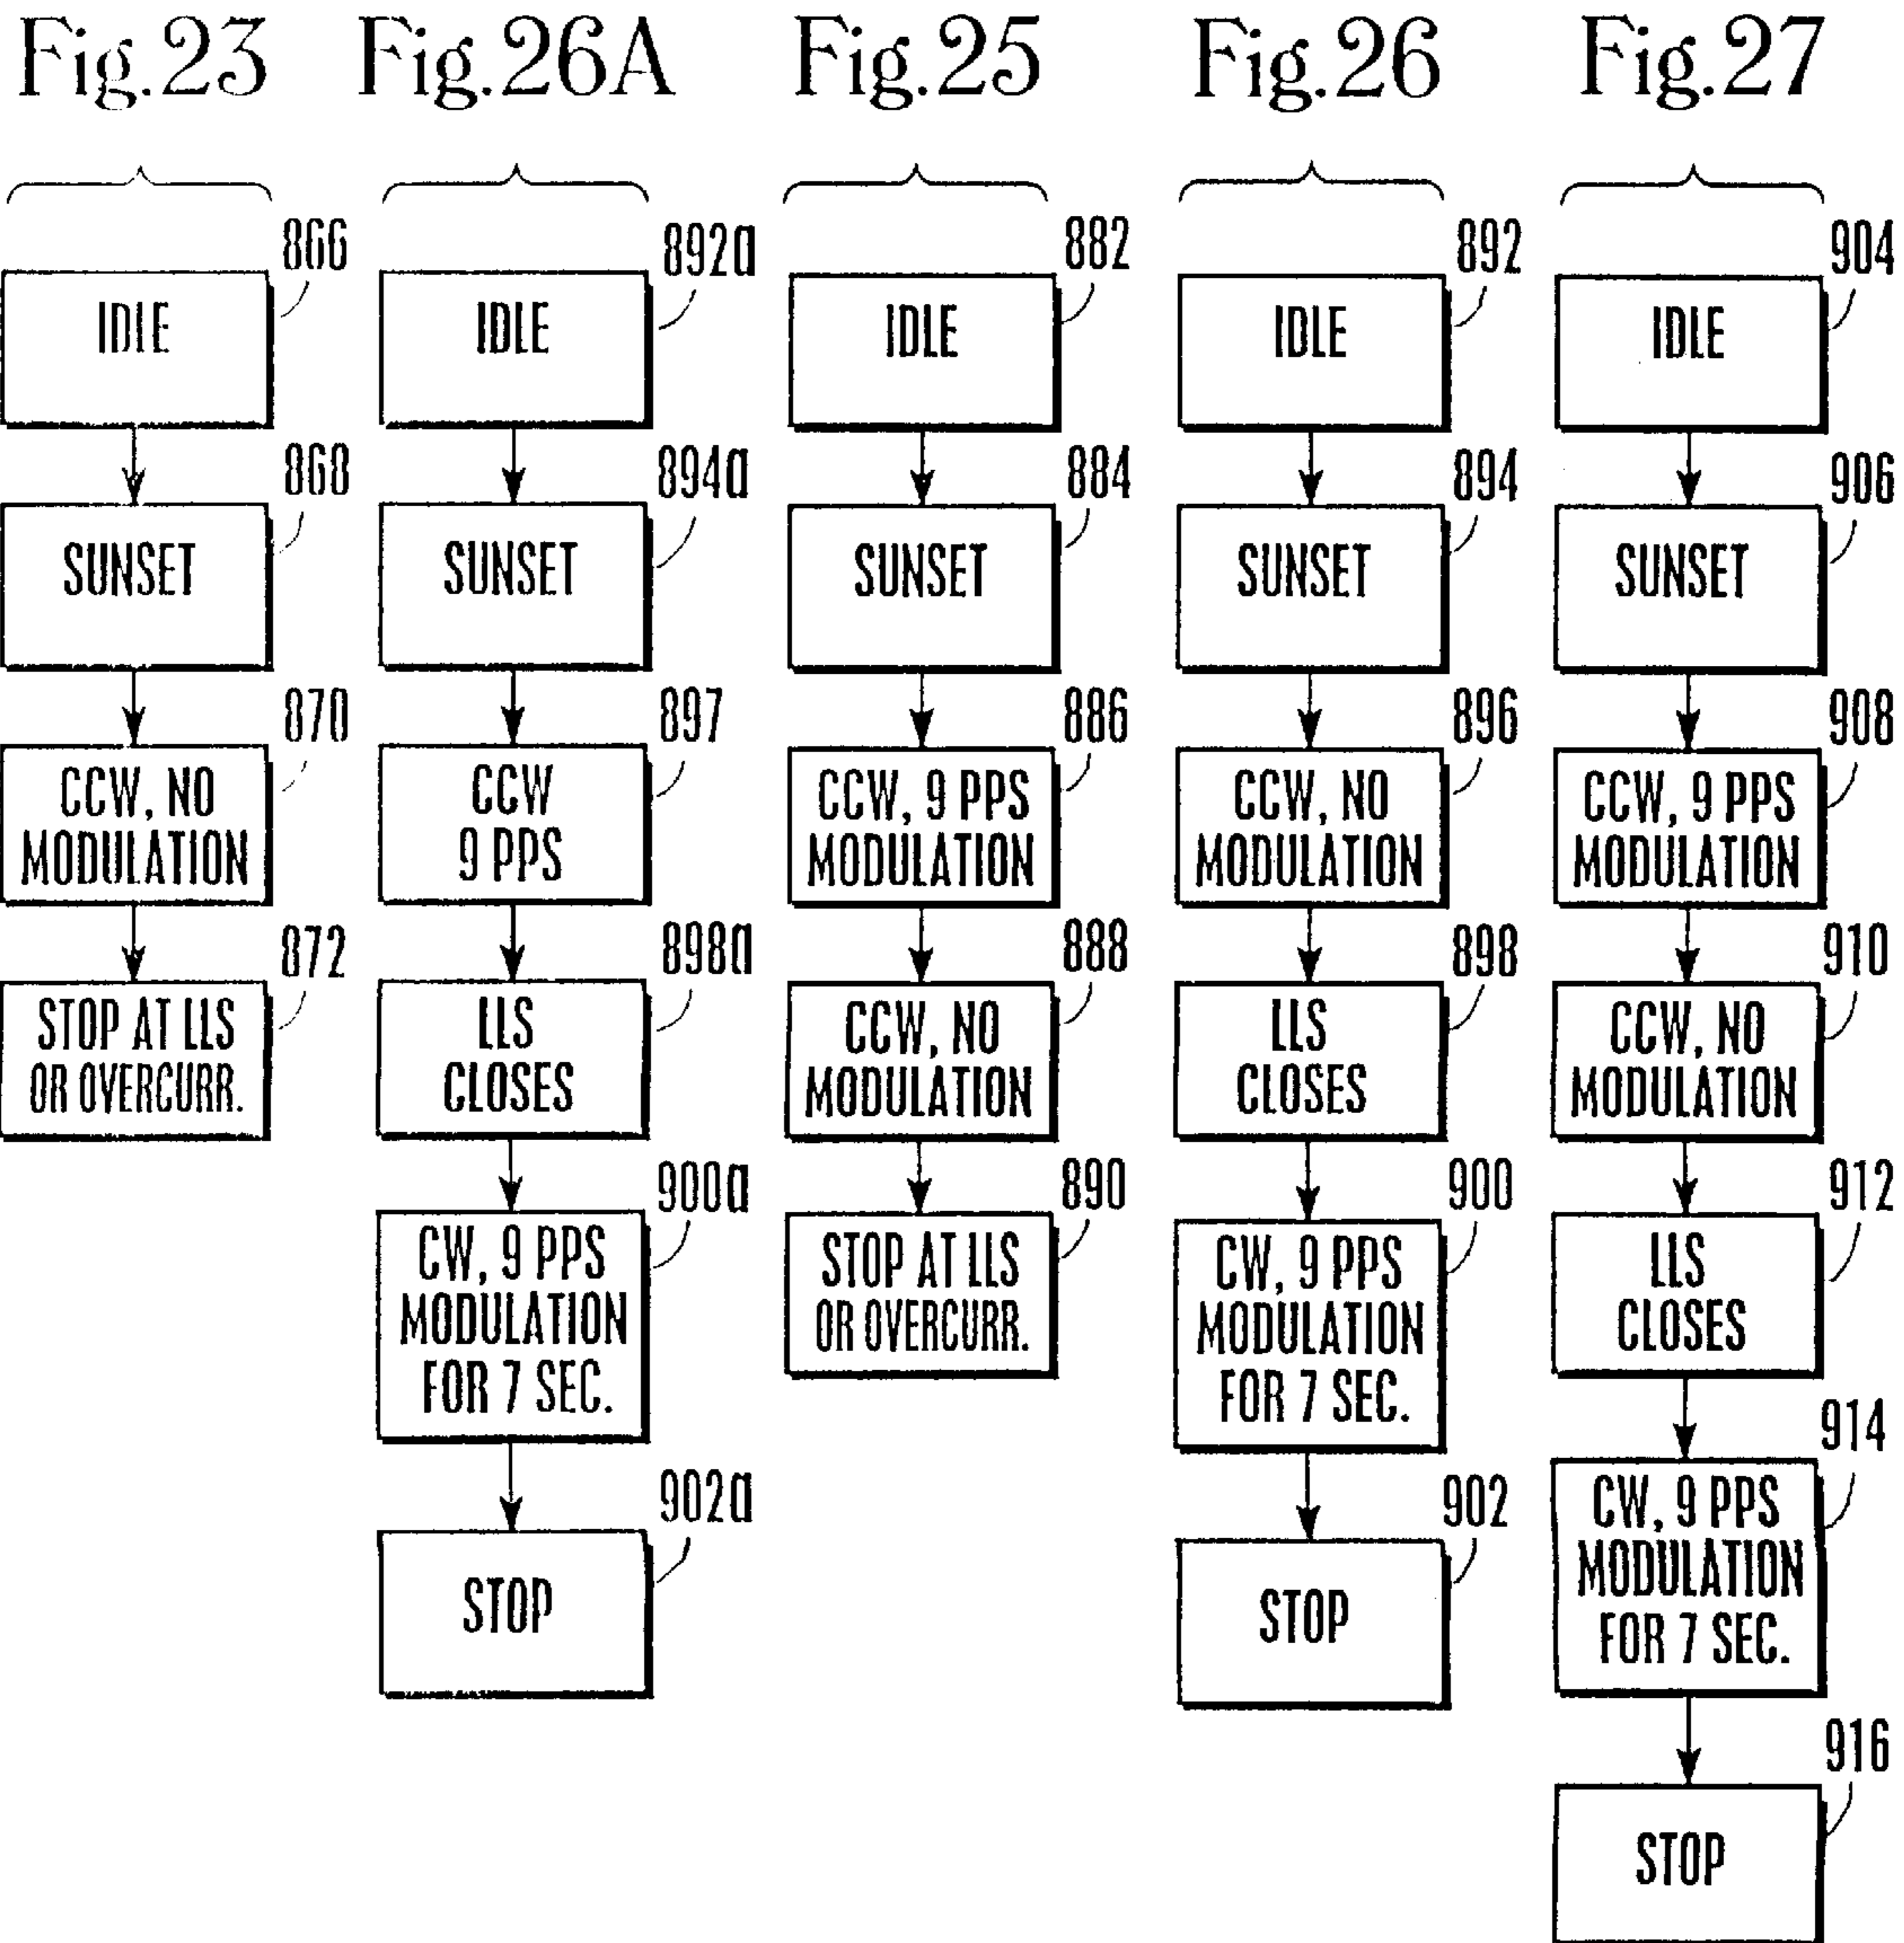 Fig.23
866
IDLE
868
SUNSET
870
CCW, NO
MODULATION
872
STOP AT LLS
OR OVERCURR.
Fig.26A
892a
IDLE
894a
SUNSET
897
CCW
9 PPS
898a
LLS
CLOSES
900a
CW, 9 PPS
MODULATION
FOR 7 SEC.
902a
STOP
Fig.25
882
IDLE
884
SUNSET
886
CCW, 9 PPS
MODULATION
888
CCW, NO
MODULATION
890
STOP AT LLS
OR OVERCURR.
Fig.26
892
IDLE
894
SUNSET
896
CCW, NO
MODULATION
898
LLS
CLOSES
900
CW, 9 PPS
MODULATION
FOR 7 SEC.
902
STOP
Fig.27
904
IDLE
906
SUNSET
908
CCW, 9 PPS
MODULATION
910
CCW, NO
MODULATION
912
LLS
CLOSES
914
CW, 9 PPS
MODULATION
FOR 7 SEC.
916
STOP